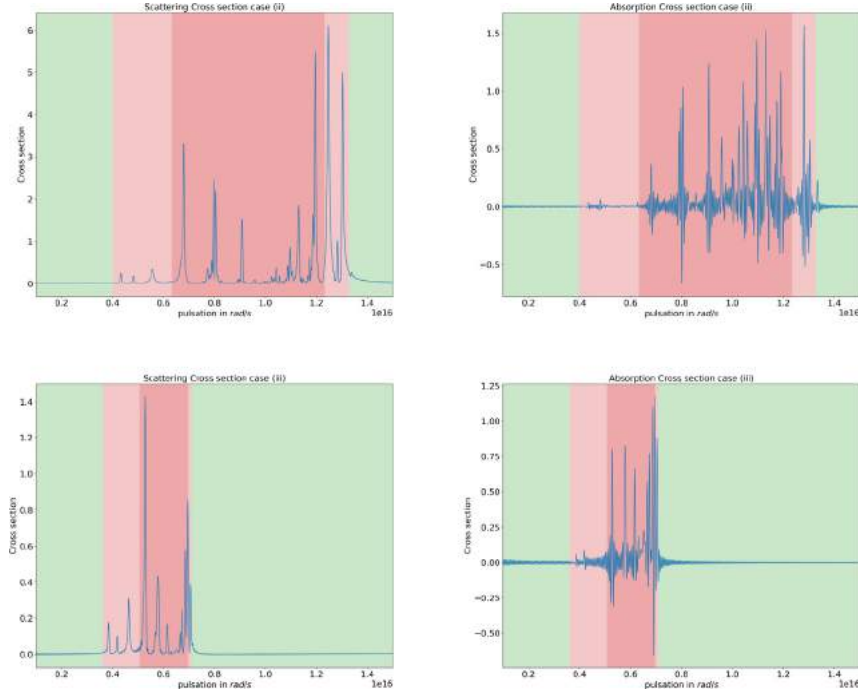 Scattering Cross section case (ii)
Cross section
6
5
4
3
2
1
0
0.2 0.4 0.6 0.8 1.0 1.2 1.4
1e16
pulsation in rad/s
Absorption Cross section case (ii)
Cross section
1.5
1.0
0.5
0.0
−0.5
0.2 0.4 0.6 0.8 1.0 1.2 1.4
1e16
pulsation in rad/s
Scattering Cross section case (ii)
Cross section
1.4
1.2
1.0
0.8
0.6
0.4
0.2
0.0
0.2 0.4 0.6 0.8 1.0 1.2 1.4
1e16
pulsation in rad/s
Absorption Cross section case (iii)
Cross section
1.25
1.00
0.75
0.50
0.25
0.00
−0.25
−0.50
0.2 0.4 0.6 0.8 1.0 1.2 1.4
1e16
pulsation in rad/s